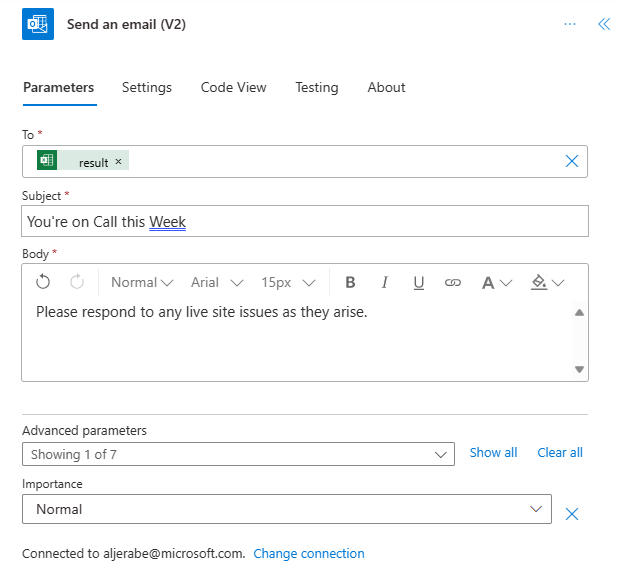 Send an email (V2)
Parameters Settings Code View Testing About
To *
result ×
Subject *
You're on Call this Week
Body *
Normal Arial 15px B I U A
Please respond to any live site issues as they arise.
Advanced parameters
Showing 1 of 7 Show all Clear all
Importance
Normal
Connected to aljerabe@microsoft.com. Change connection